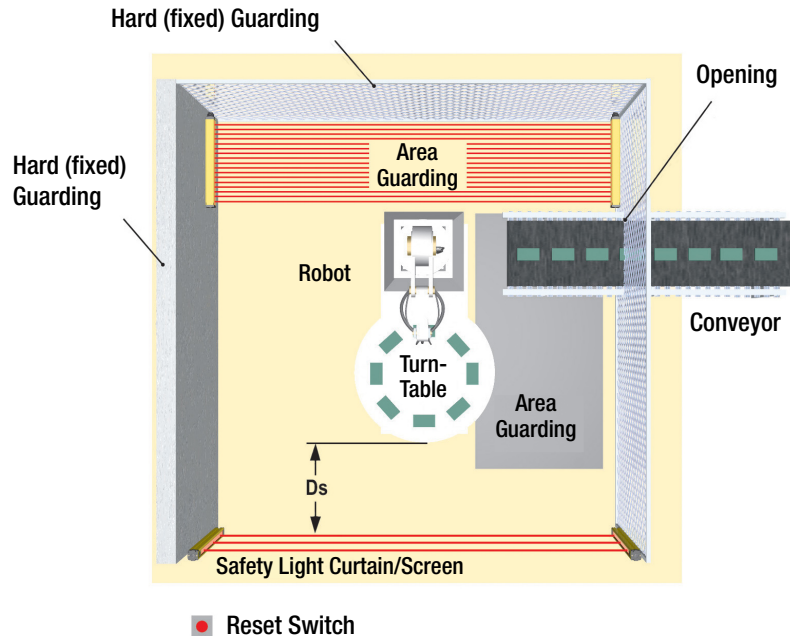 Hard (fixed) Guarding
Opening
Area
Guarding
Hard (fixed)
Guarding
Robot
Conveyor
Turn-
Table
Area
Guarding
Ds
Safety Light Curtain/Screen
Reset Switch